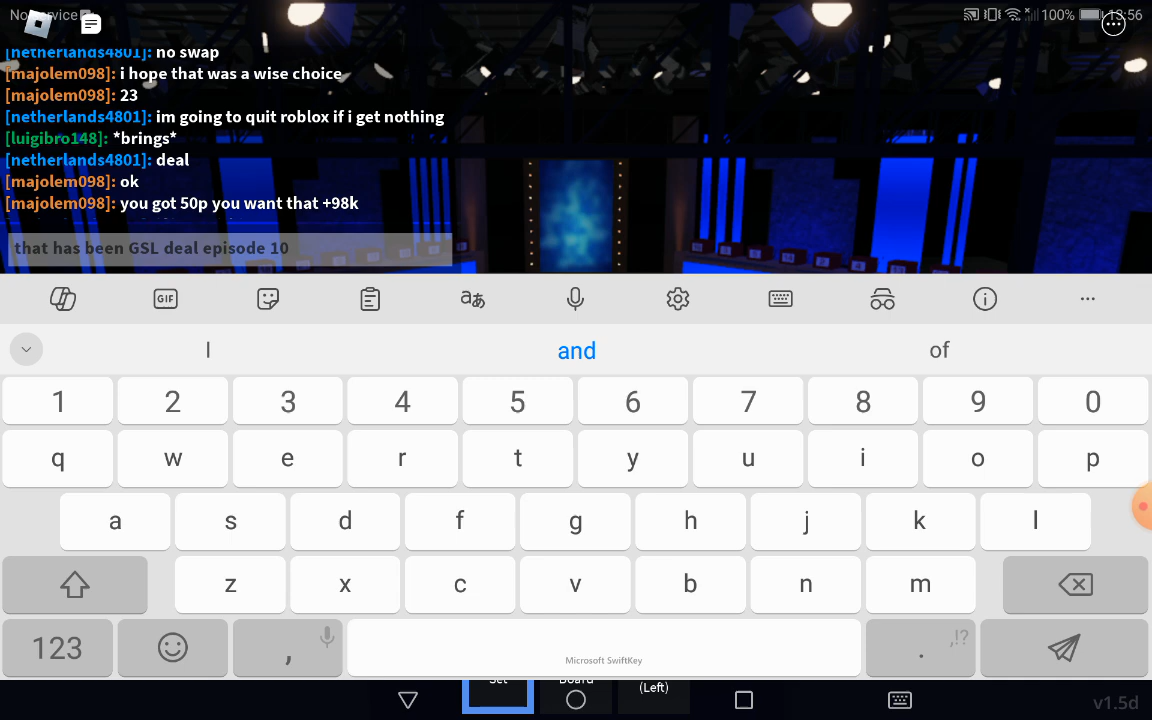 No service
100% 13:56
[netherlands4801]: no swap
[majolem098]: i hope that was a wise choice
[majolem098]: 23
[netherlands4801]: im going to quit roblox if i get nothing
[luigibro148]: *brings*
[netherlands4801]: deal
[majolem098]: ok
[majolem098]: you got 50p you want that +98k
that has been GSL deal episode 10
GIF
I and of
1 2 3 4 5 6 7 8 9 0
q w e r t y u i o p
a s d f g h j k l
z x c v b n m
123 , Microsoft SwiftKey . ,!?
Set Board (Left)
v1.5d